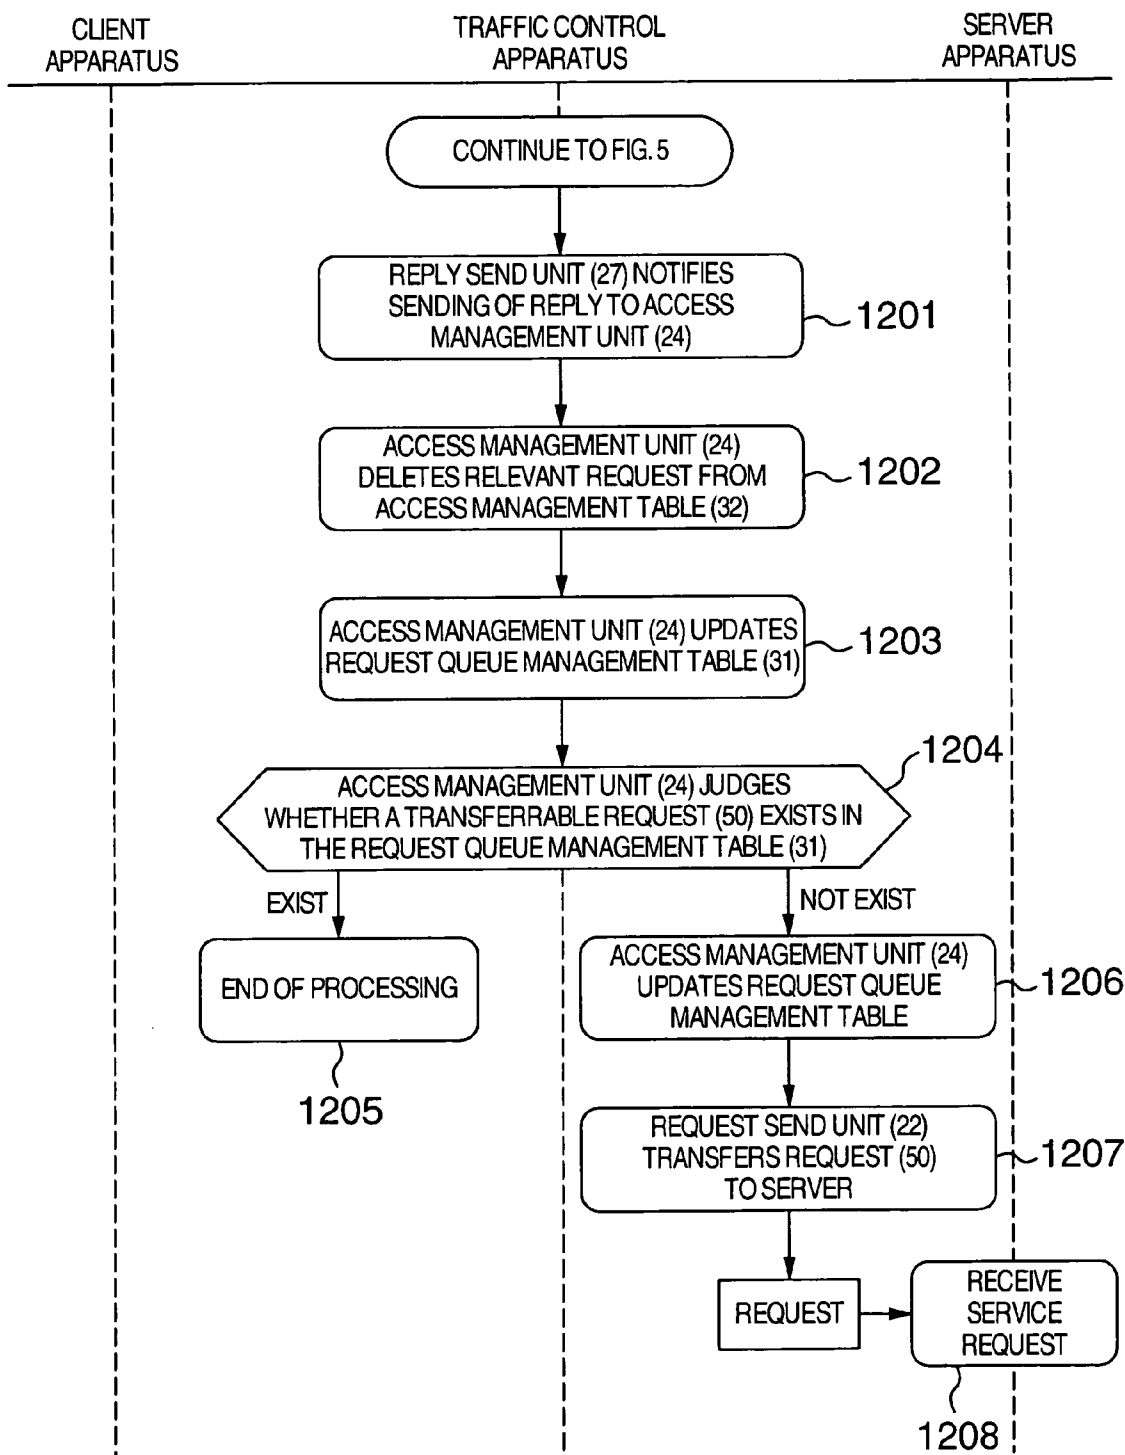 CLIENT
APPARATUS
TRAFFIC CONTROL
APPARATUS
SERVER
APPARATUS
CONTINUE TO FIG. 5
REPLY SEND UNIT (27) NOTIFIES
SENDING OF REPLY TO ACCESS
MANAGEMENT UNIT (24)
1201
ACCESS MANAGEMENT UNIT (24)
DELETES RELEVANT REQUEST FROM
ACCESS MANAGEMENT TABLE (32)
1202
ACCESS MANAGEMENT UNIT (24) UPDATES
REQUEST QUEUE MANAGEMENT TABLE (31)
1203
1204
ACCESS MANAGEMENT UNIT (24) JUDGES
WHETHER A TRANSFERRABLE REQUEST (50) EXISTS IN
THE REQUEST QUEUE MANAGEMENT TABLE (31)
EXIST
NOT EXIST
END OF PROCESSING
1205
ACCESS MANAGEMENT UNIT (24)
UPDATES REQUEST QUEUE
MANAGEMENT TABLE
1206
REQUEST SEND UNIT (22)
TRANSFERS REQUEST (50)
TO SERVER
1207
REQUEST
RECEIVE
SERVICE
REQUEST
1208